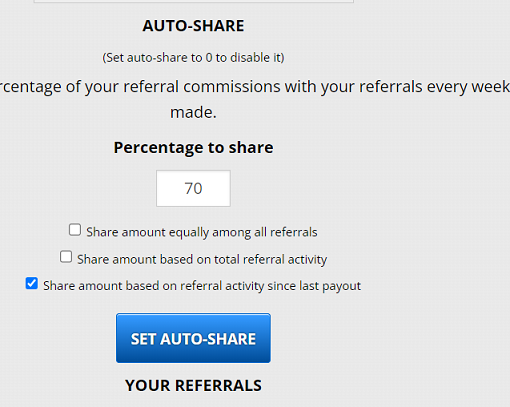 AUTO-SHARE
(Set auto-share to 0 to disable it)
rcentage of your referral commissions with your referrals every week
made.
Percentage to share
70
Share amount equally among all referrals
Share amount based on total referral activity
Share amount based on referral activity since last payout
SET AUTO-SHARE
YOUR REFERRALS